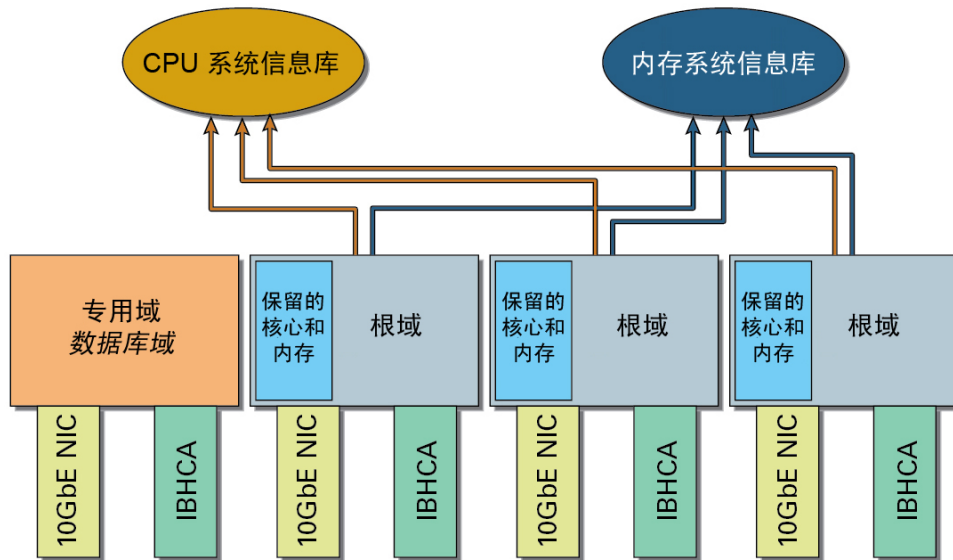 CPU 系统信息库
内存系统信息库
专用域
数据库域
保留的
核心和
内存
根域
保留的
核心和
内存
根域
保留的
核心和
内存
根域
10GbE NIC
IBHCA
10GbE NIC
IBHCA
10GbE NIC
IBHCA
10GbE NIC
IBHCA